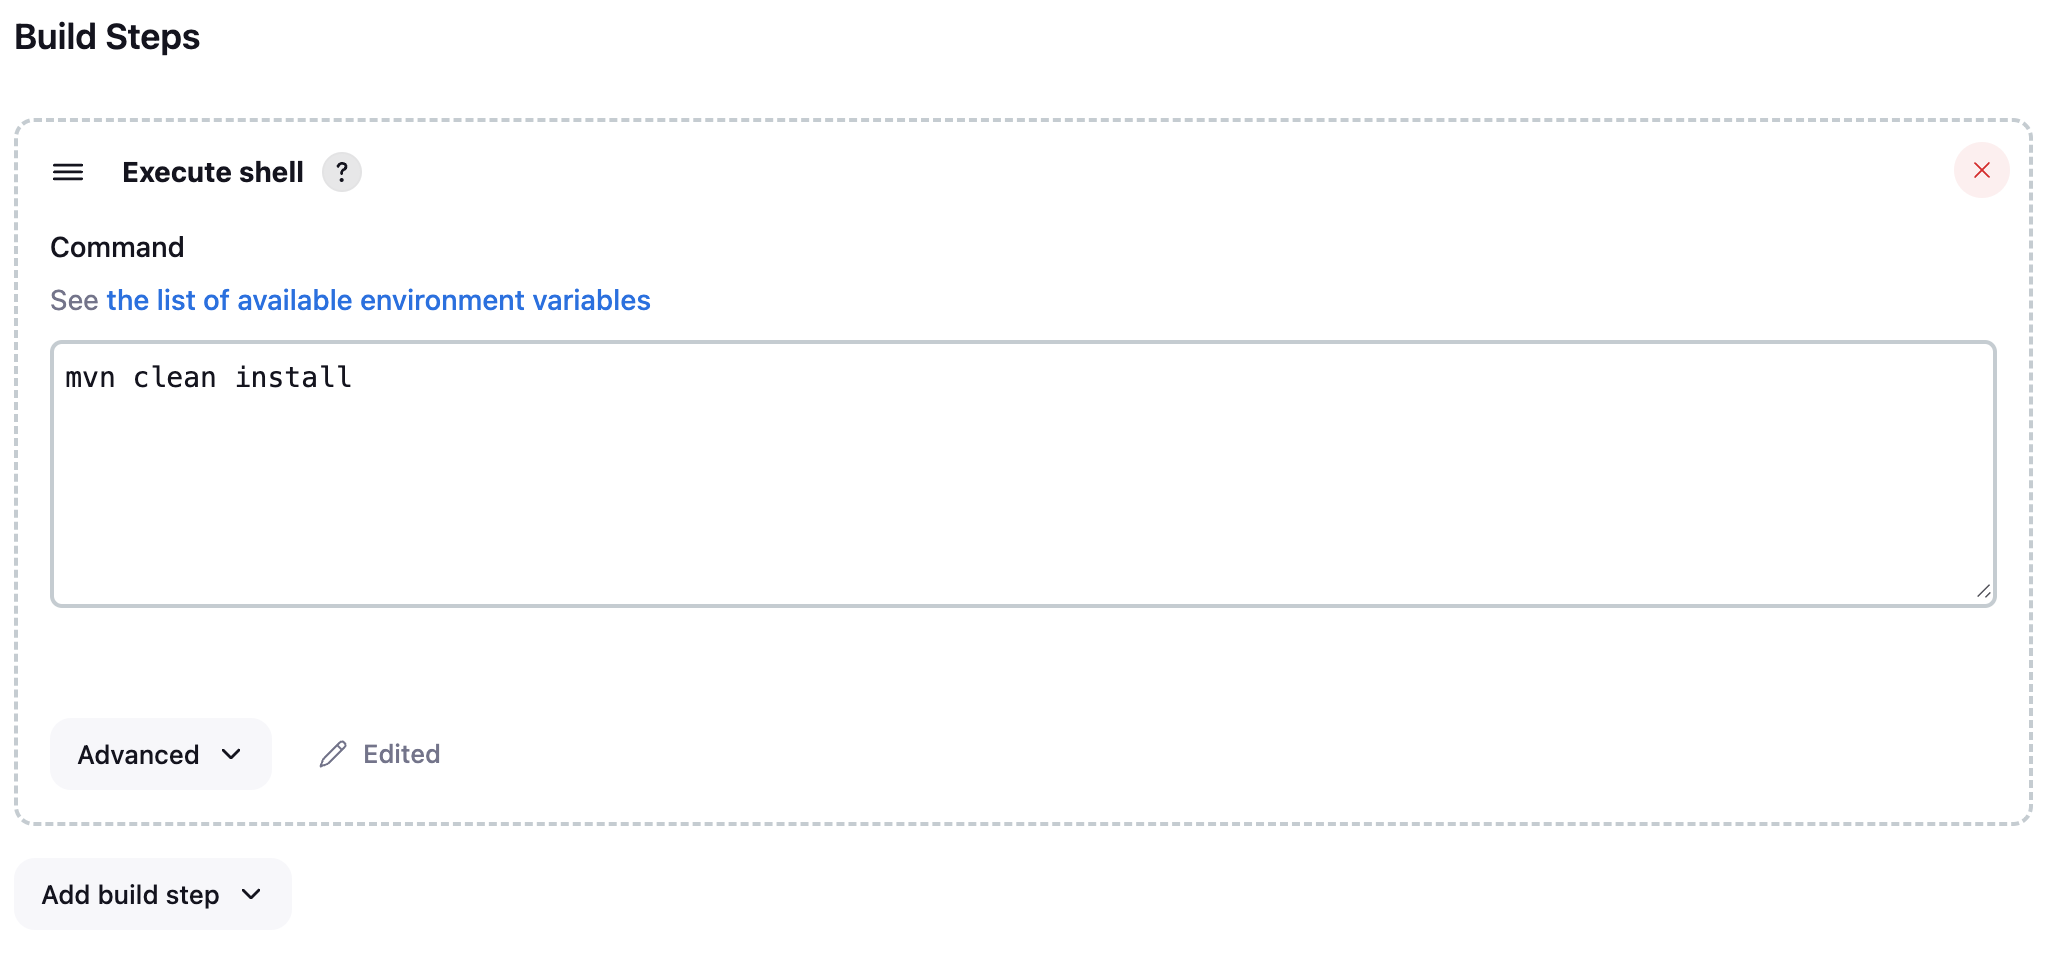 Build Steps
Execute shell ?
Command
See the list of available environment variables
mvn clean install
Advanced
Edited
Add build step